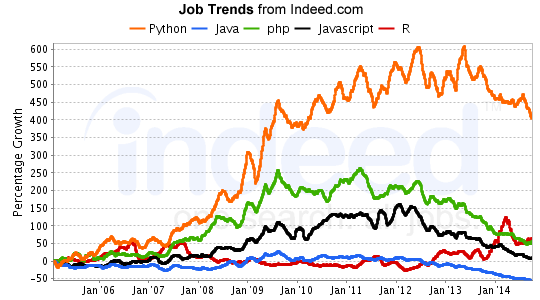 Job Trends from Indeed.com
Python Java php Javascript R
Percentage Growth
600
550
500
450
400
350
300
250
200
150
100
50
0
-50
indeed
Jan '06 Jan '07 Jan '08 Jan '09 Jan '10 Jan '11 Jan '12 Jan '13 Jan '14